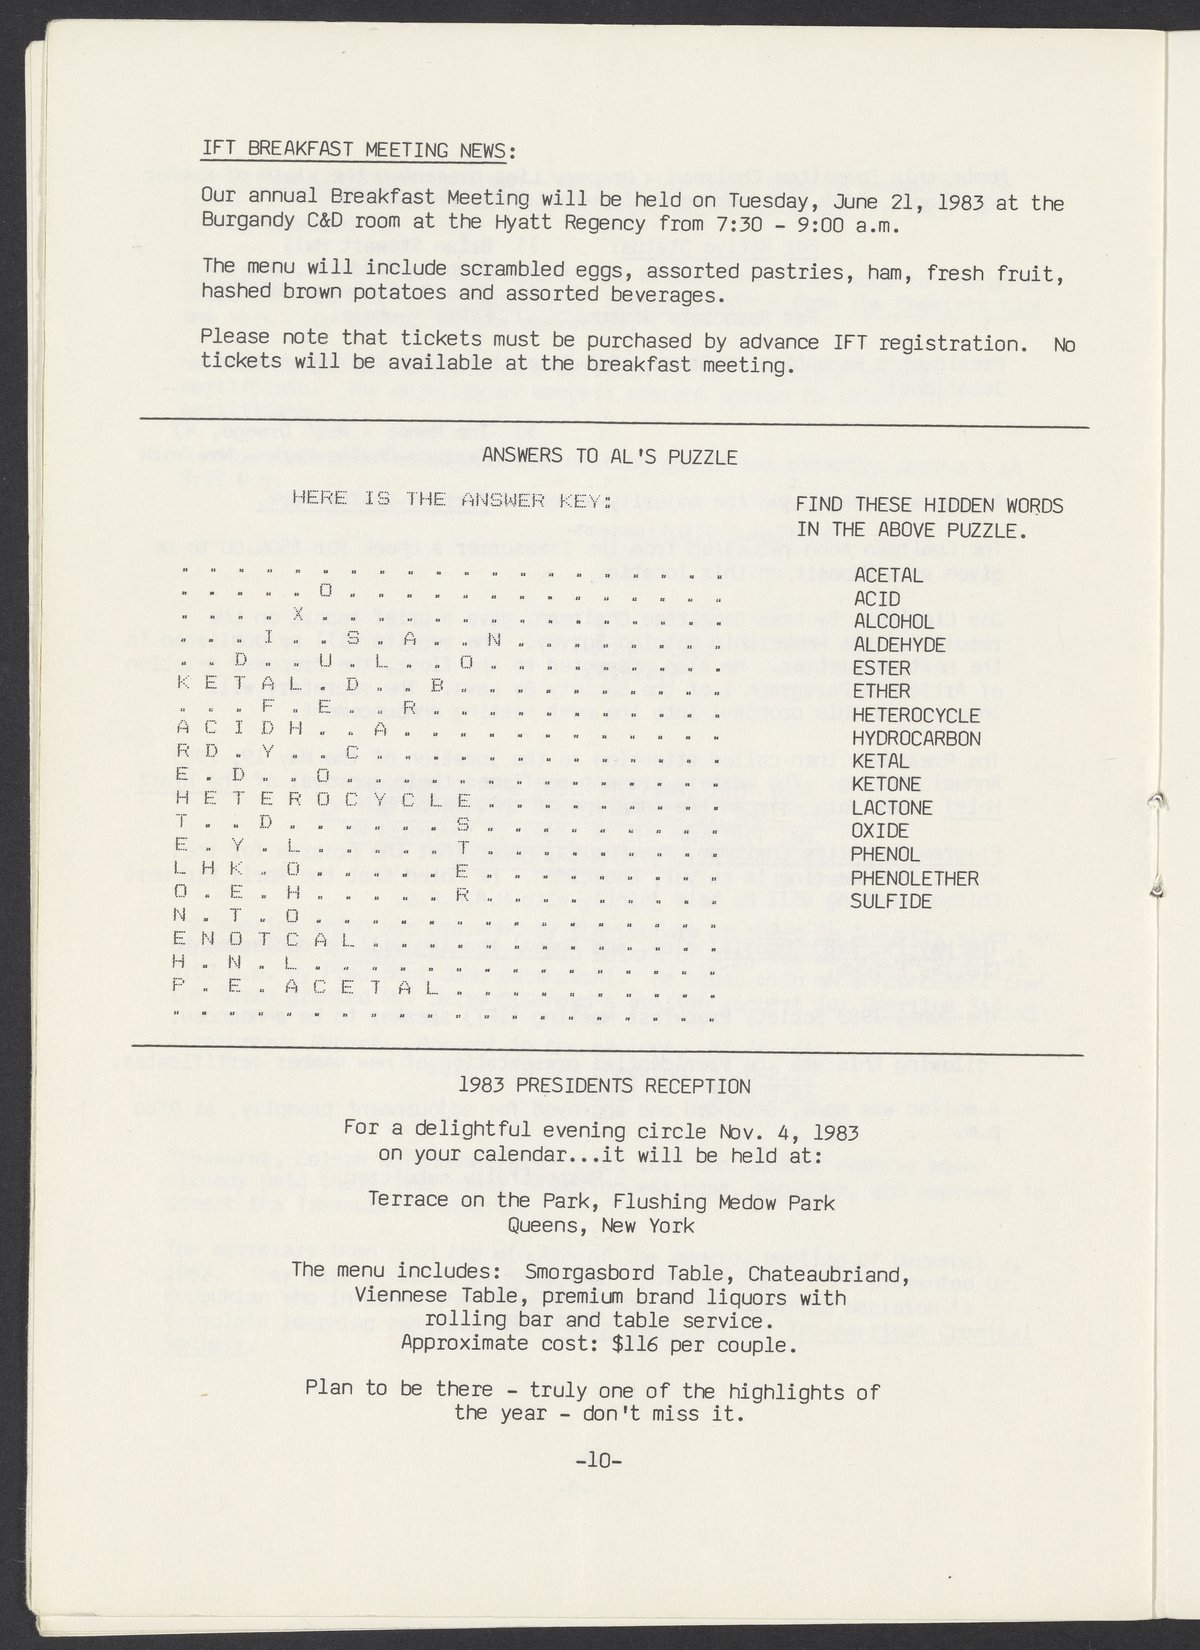 IFT BREAKFAST MEETING NEWS:
Our annual Breakfast Meeting will be held on Tuesday, June 21, 1983 at the
Burgandy C&D room at the Hyatt Regency from 7:30 - 9:00 a.m.
The menu will include scrambled eggs, assorted pastries, ham, fresh fruit,
hashed brown potatoes and assorted beverages.
Please note that tickets must be purchased by advance IFT registration. No
tickets will be available at the breakfast meeting.
ANSWERS TO AL'S PUZZLE
HERE IS THE ANSWER KEY:
. . . . . . . . . . . . . . . . . . . .
. . . . . O . . . . . . . . . . . . . .
. . . . X . . . . . . . . . . . . . . .
. . . I . . S . A . . N . . . . . . . .
. . D . . U . L . . O . . . . . . . . .
K E T A L . D . . B . . . . . . . . . .
. . . F . E . . R . . . . . . . . . . .
A C I D H . . A . . . . . . . . . . . .
R D . Y . . C . . . . . . . . . . . . .
E . D . . O . . . . . . . . . . . . . .
H E T E R O C Y C L E . . . . . . . . .
T . . D . . . . . . S . . . . . . . . .
E . Y . L . . . . . T . . . . . . . . .
L H K . O . . . . . E . . . . . . . . .
O . E . H . . . . . R . . . . . . . . .
N . T . O . . . . . . . . . . . . . . .
E N O T C A L . . . . . . . . . . . . .
H . N . L . . . . . . . . . . . . . . .
P . E . A C E T A L . . . . . . . . . .
. . . . . . . . . . . . . . . . . . . .
FIND THESE HIDDEN WORDS
IN THE ABOVE PUZZLE.
ACETAL
ACID
ALCOHOL
ALDEHYDE
ESTER
ETHER
HETEROCYCLE
HYDROCARBON
KETAL
KETONE
LACTONE
OXIDE
PHENOL
PHENOLETHER
SULFIDE
1983 PRESIDENTS RECEPTION
For a delightful evening circle Nov. 4, 1983
on your calendar...it will be held at:
Terrace on the Park, Flushing Medow Park
Queens, New York
The menu includes: Smorgasbord Table, Chateaubriand,
Viennese Table, premium brand liquors with
rolling bar and table service.
Approximate cost: $116 per couple.
Plan to be there - truly one of the highlights of
the year - don't miss it.
-10-